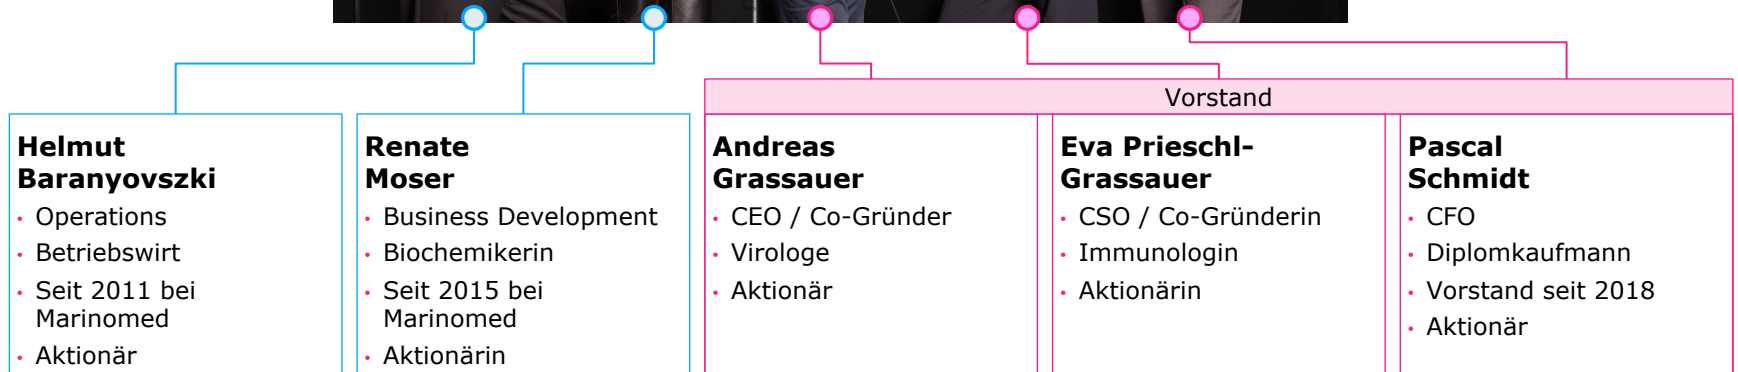 Vorstand
Helmut
Baranyovszki
• Operations
• Betriebswirt
• Seit 2011 bei
Marinomed
• Aktionär
Renate
Moser
• Business Development
• Biochemikerin
• Seit 2015 bei
Marinomed
• Aktionärin
Andreas
Grassauer
• CEO / Co-Gründer
• Virologe
• Aktionär
Eva Prieschl-
Grassauer
• CSO / Co-Gründerin
• Immunologin
• Aktionärin
Pascal
Schmidt
• CFO
• Diplomkaufmann
• Vorstand seit 2018
• Aktionär